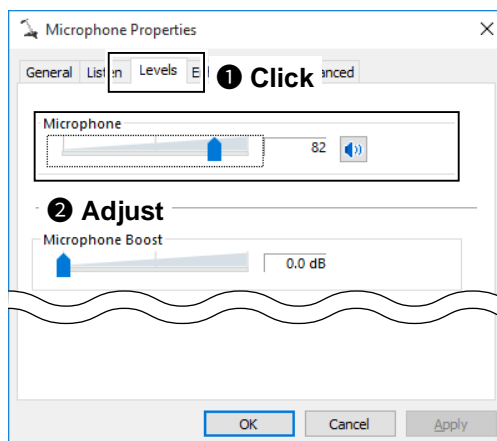 Microphone Properties
General Listen Levels ❶ Click
Microphone
82
❷ Adjust
Microphone Boost
0.0 dB
OK Cancel Apply